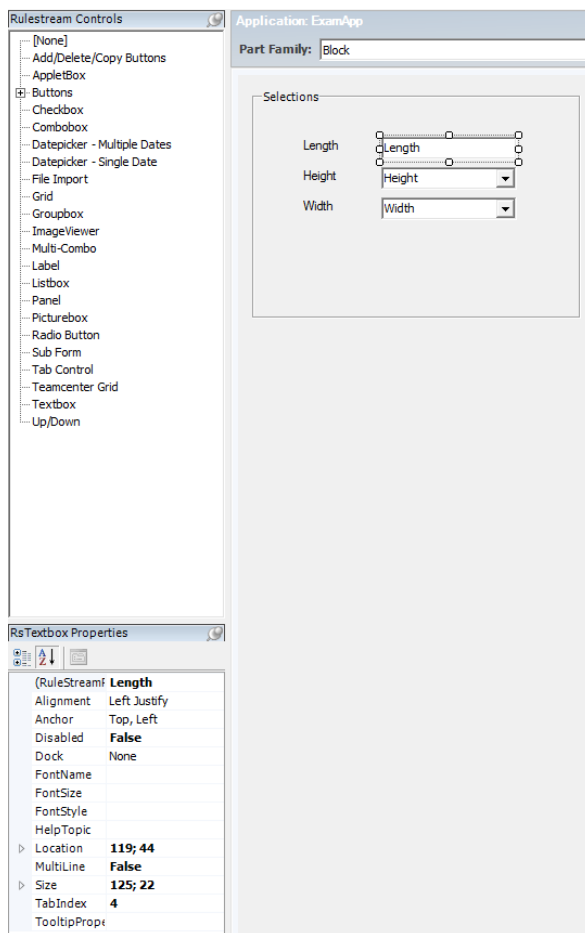 Rulestream Controls
[None]
Add/Delete/Copy Buttons
AppletBox
Buttons
Checkbox
Combobox
Datepicker - Multiple Dates
Datepicker - Single Date
File Import
Grid
Groupbox
ImageViewer
Multi-Combo
Label
Listbox
Panel
Picturebox
Radio Button
Sub Form
Tab Control
Teamcenter Grid
Textbox
Up/Down
Application: ExamApp
Part Family: Block
Selections
Length Length
Height Height
Width Width
RsTextbox Properties
(RuleStreamF Length
Alignment Left Justify
Anchor Top, Left
Disabled False
Dock None
FontName
FontSize
FontStyle
HelpTopic
Location 119; 44
MultiLine False
Size 125; 22
TabIndex 4
TooltipPrope